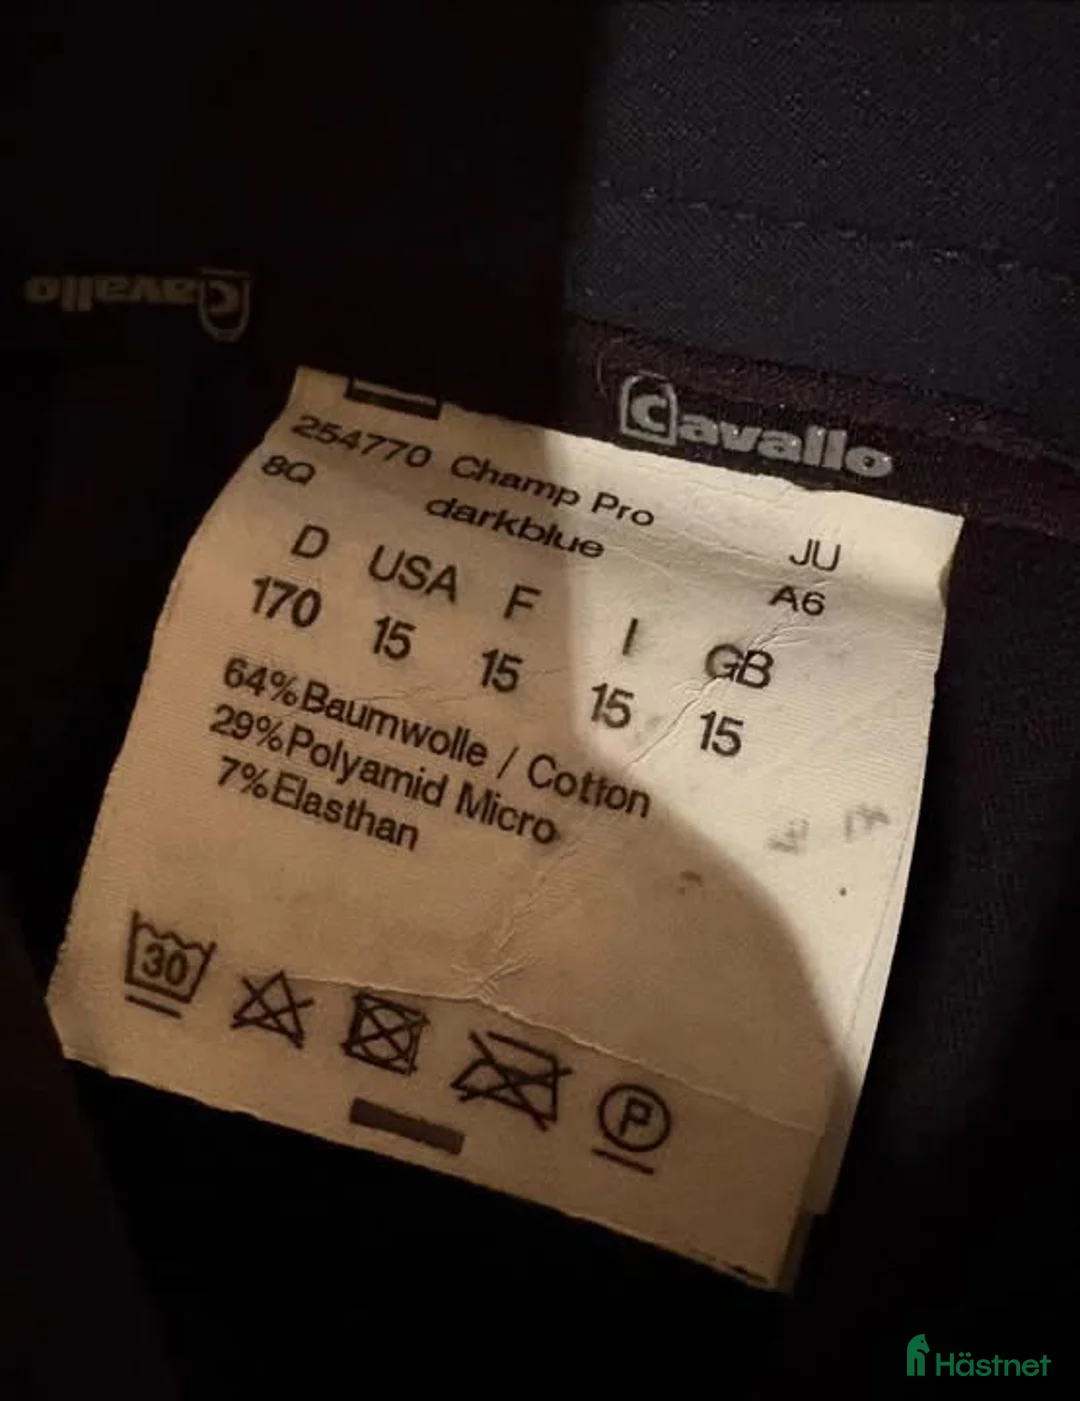 Cavallo
Cavallo
254770 Champ Pro JU
8Q darkblue A6
D USA F I GB
170 15 15 15 15
64%Baumwolle / Cotton
29%Polyamid Micro
7%Elasthan
30
P
Hästnet